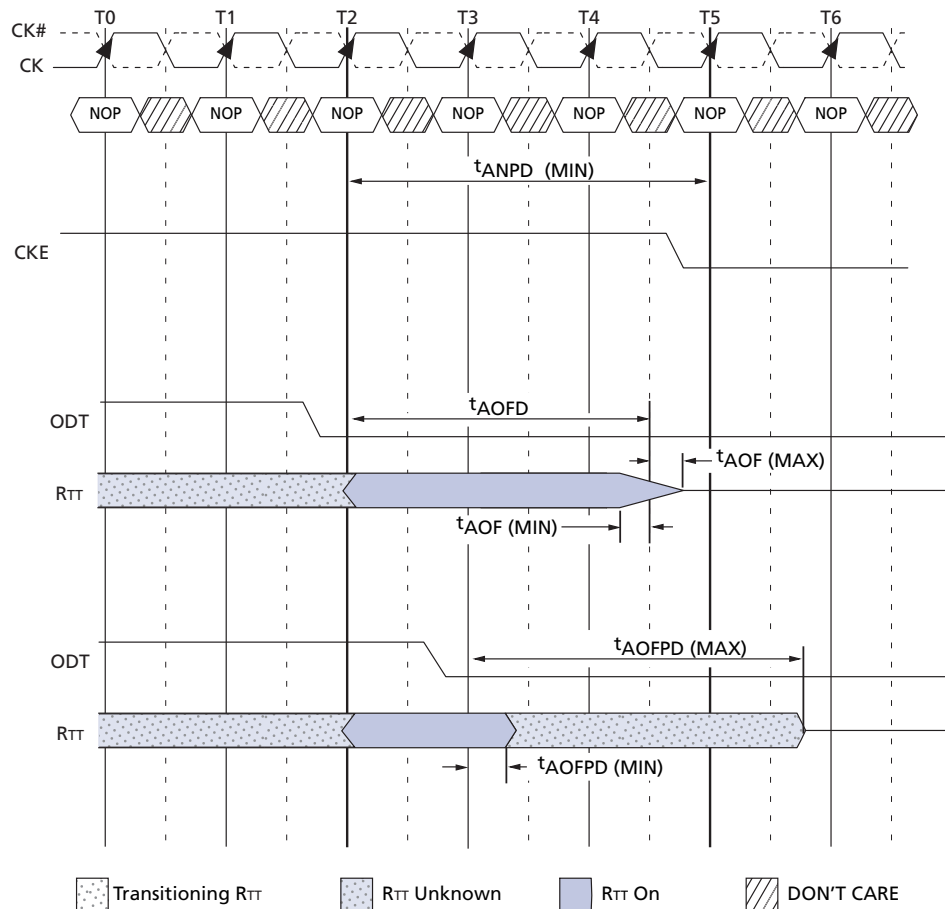 T0 T1 T2 T3 T4 T5 T6
CK#
CK
NOP NOP NOP NOP NOP NOP NOP
tANPD (MIN)
CKE
tAOFD
ODT
tAOF (MAX)
RTT
tAOF (MIN)
tAOFPD (MAX)
ODT
RTT
tAOFPD (MIN)
Transitioning RTT RTT Unknown RTT On DON'T CARE